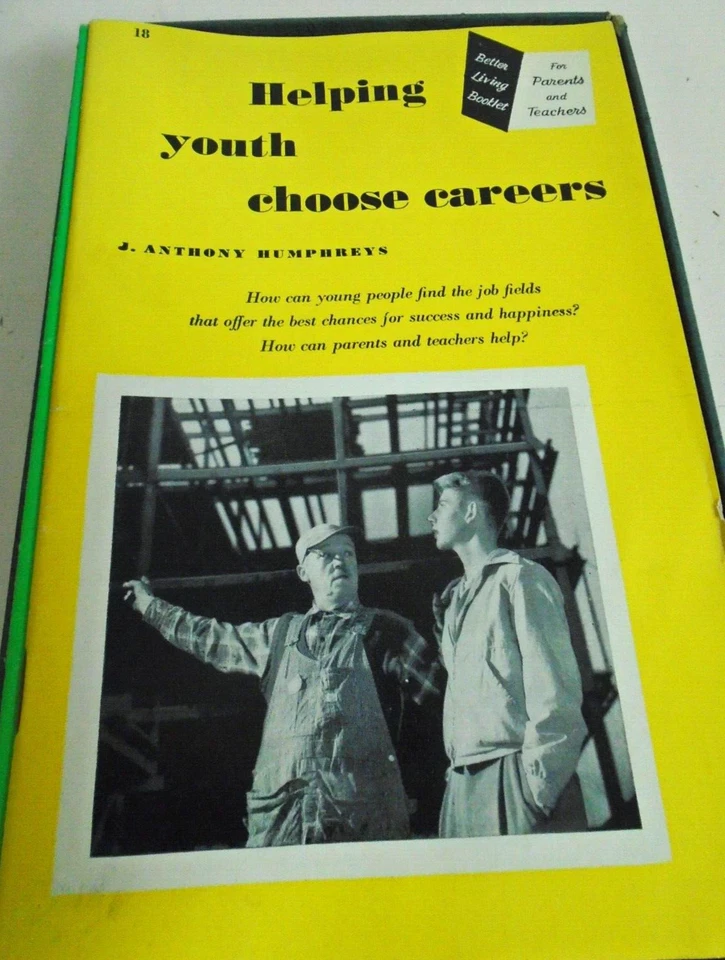 18
Better
Living
Booklet
For
Parents
and
Teachers
Helping
youth
choose careers
J. ANTHONY HUMPHREYS
How can young people find the job fields
that offer the best chances for success and happiness?
How can parents and teachers help?